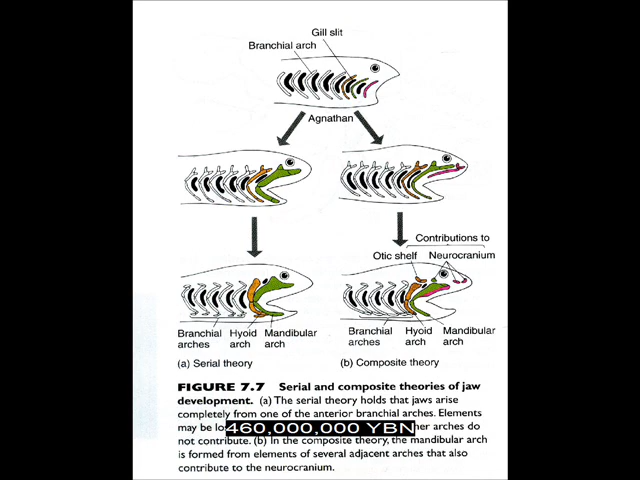 Gill slit
Branchial arch
Agnathan
Contributions to
Otic shelf Neurocranium
Branchial arches Hyoid arch Mandibular arch
Branchial arches Hyoid arch Mandibular arch
(a) Serial theory
(b) Composite theory
FIGURE 7.7 Serial and composite theories of jaw
development. (a) The serial theory holds that jaws arise
completely from one of the anterior branchial arches. Elements
may be 460,000,000 YBN arches do
not contribute. (b) In the composite theory, the mandibular arch
is formed from elements of several adjacent arches that also
contribute to the neurocranium.